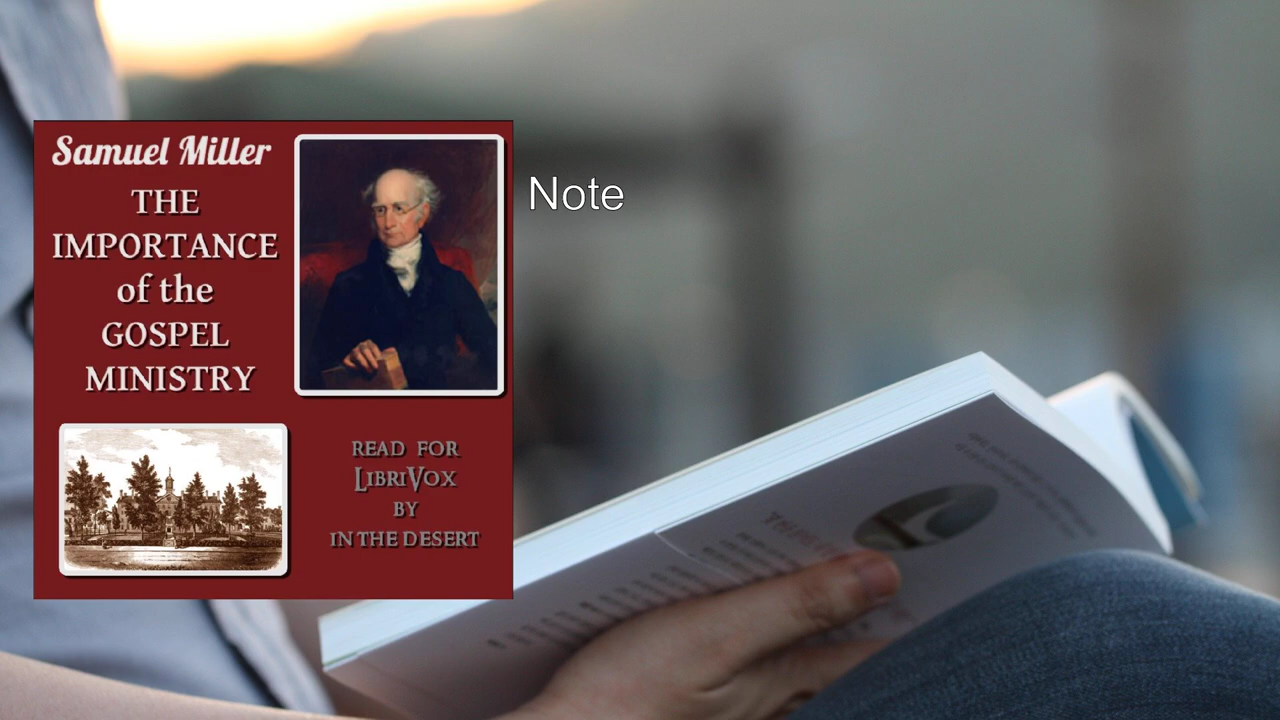 Samuel Miller
THE
IMPORTANCE
of the
GOSPEL
MINISTRY
READ FOR
LIBRIVOX
BY
IN THE DESERT
Note